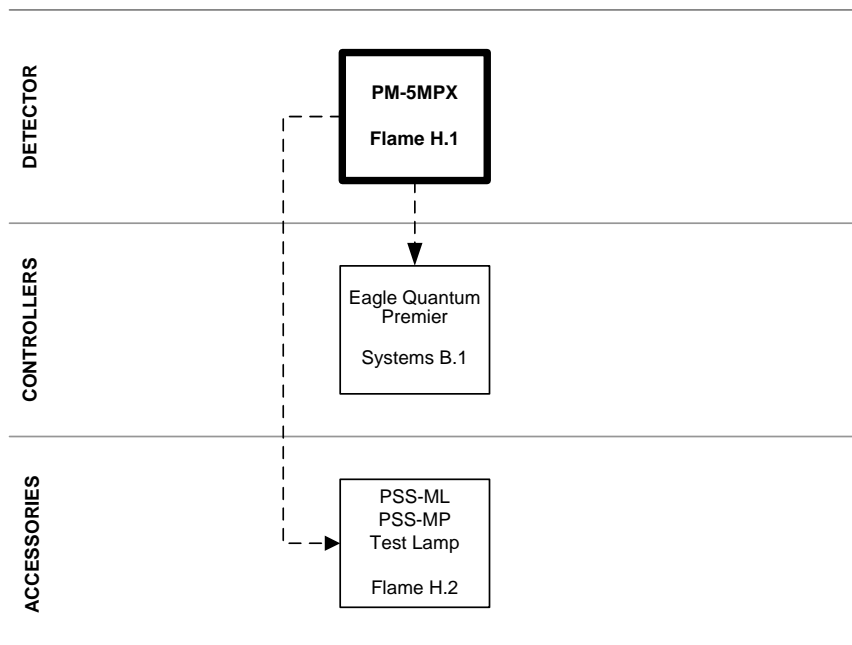 DETECTOR
PM-5MPX
Flame H.1
CONTROLLERS
Eagle Quantum
Premier
Systems B.1
ACCESSORIES
PSS-ML
PSS-MP
Test Lamp
Flame H.2